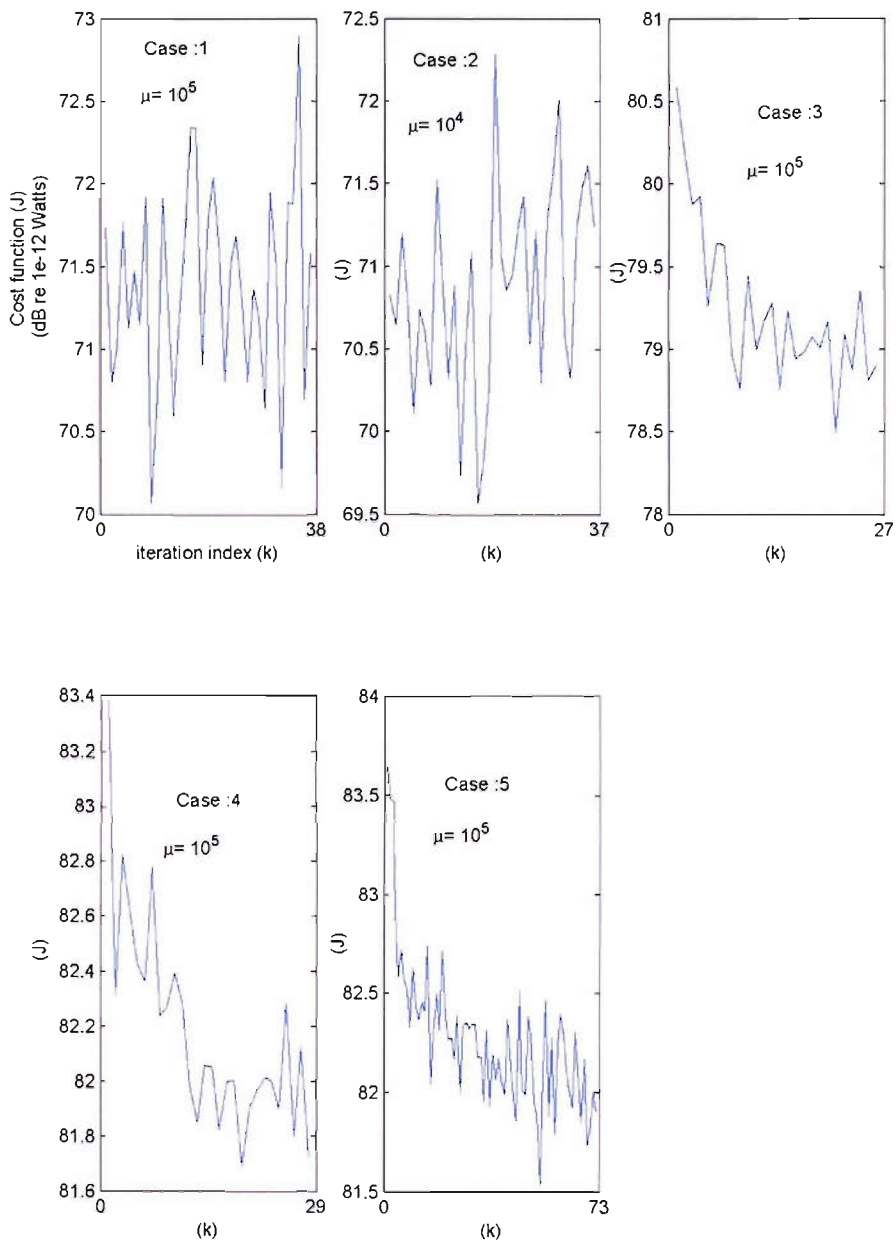 73
72.5
72
71.5
71
70.5
70
0
38
Case :1
μ= 10^5
Cost function (J)
(dB re 1e-12 Watts)
iteration index (k)
72.5
72
71.5
71
70.5
70
69.5
0
37
Case :2
μ= 10^4
(J)
(k)
81
80.5
80
79.5
79
78.5
78
0
27
Case :3
μ= 10^5
(J)
(k)
83.4
83.2
83
82.8
82.6
82.4
82.2
82
81.8
81.6
0
29
Case :4
μ= 10^5
(J)
(k)
84
83.5
83
82.5
82
81.5
0
73
Case :5
μ= 10^5
(J)
(k)